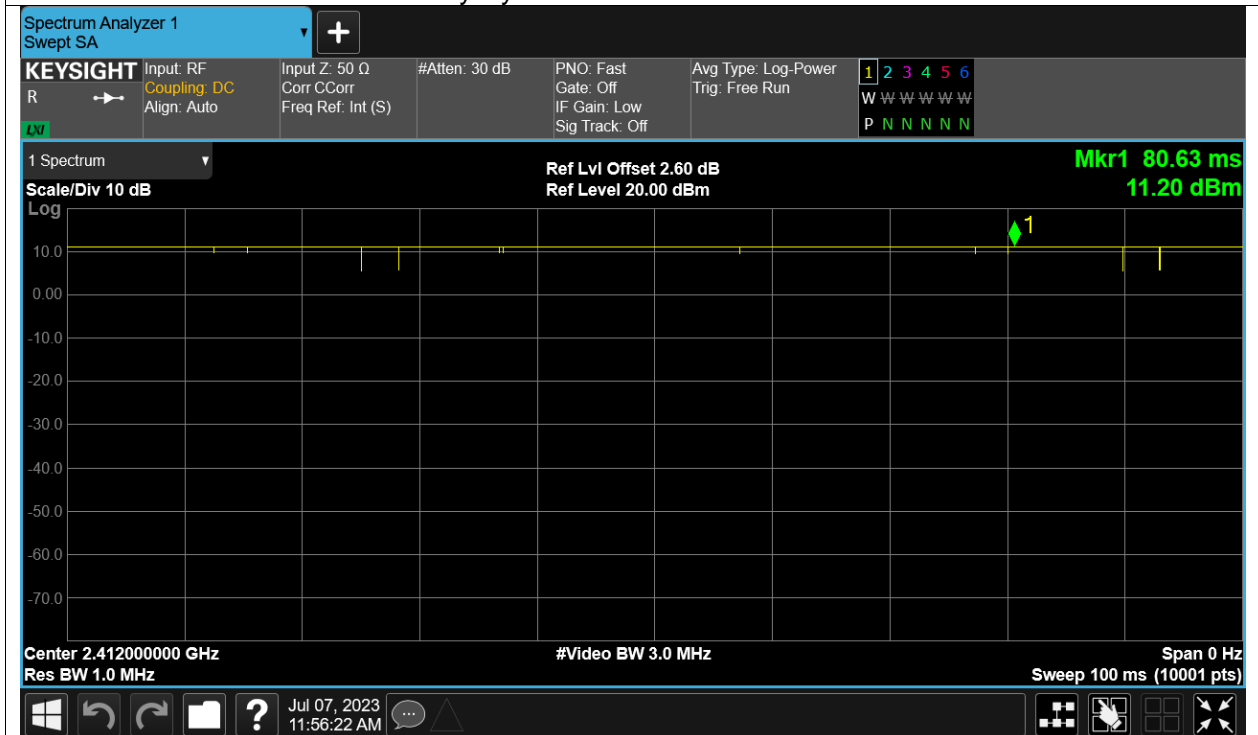 Spectrum Analyzer 1
Swept SA
KEYSIGHT
R
LXI
Input: RF
Coupling: DC
Align: Auto
Input Z: 50 Ω
Corr CCorr
Freq Ref: Int (S)
#Atten: 30 dB
PNO: Fast
Gate: Off
IF Gain: Low
Sig Track: Off
Avg Type: Log-Power
Trig: Free Run
1 2 3 4 5 6
W W W W W W
P N N N N N
1 Spectrum
Scale/Div 10 dB
Log
Ref Lvl Offset 2.60 dB
Ref Level 20.00 dBm
Mkr1 80.63 ms
11.20 dBm
1
10.0
0.00
-10.0
-20.0
-30.0
-40.0
-50.0
-60.0
-70.0
Center 2.412000000 GHz
#Video BW 3.0 MHz
Span 0 Hz
Res BW 1.0 MHz
Sweep 100 ms (10001 pts)
?
Jul 07, 2023
11:56:22 AM